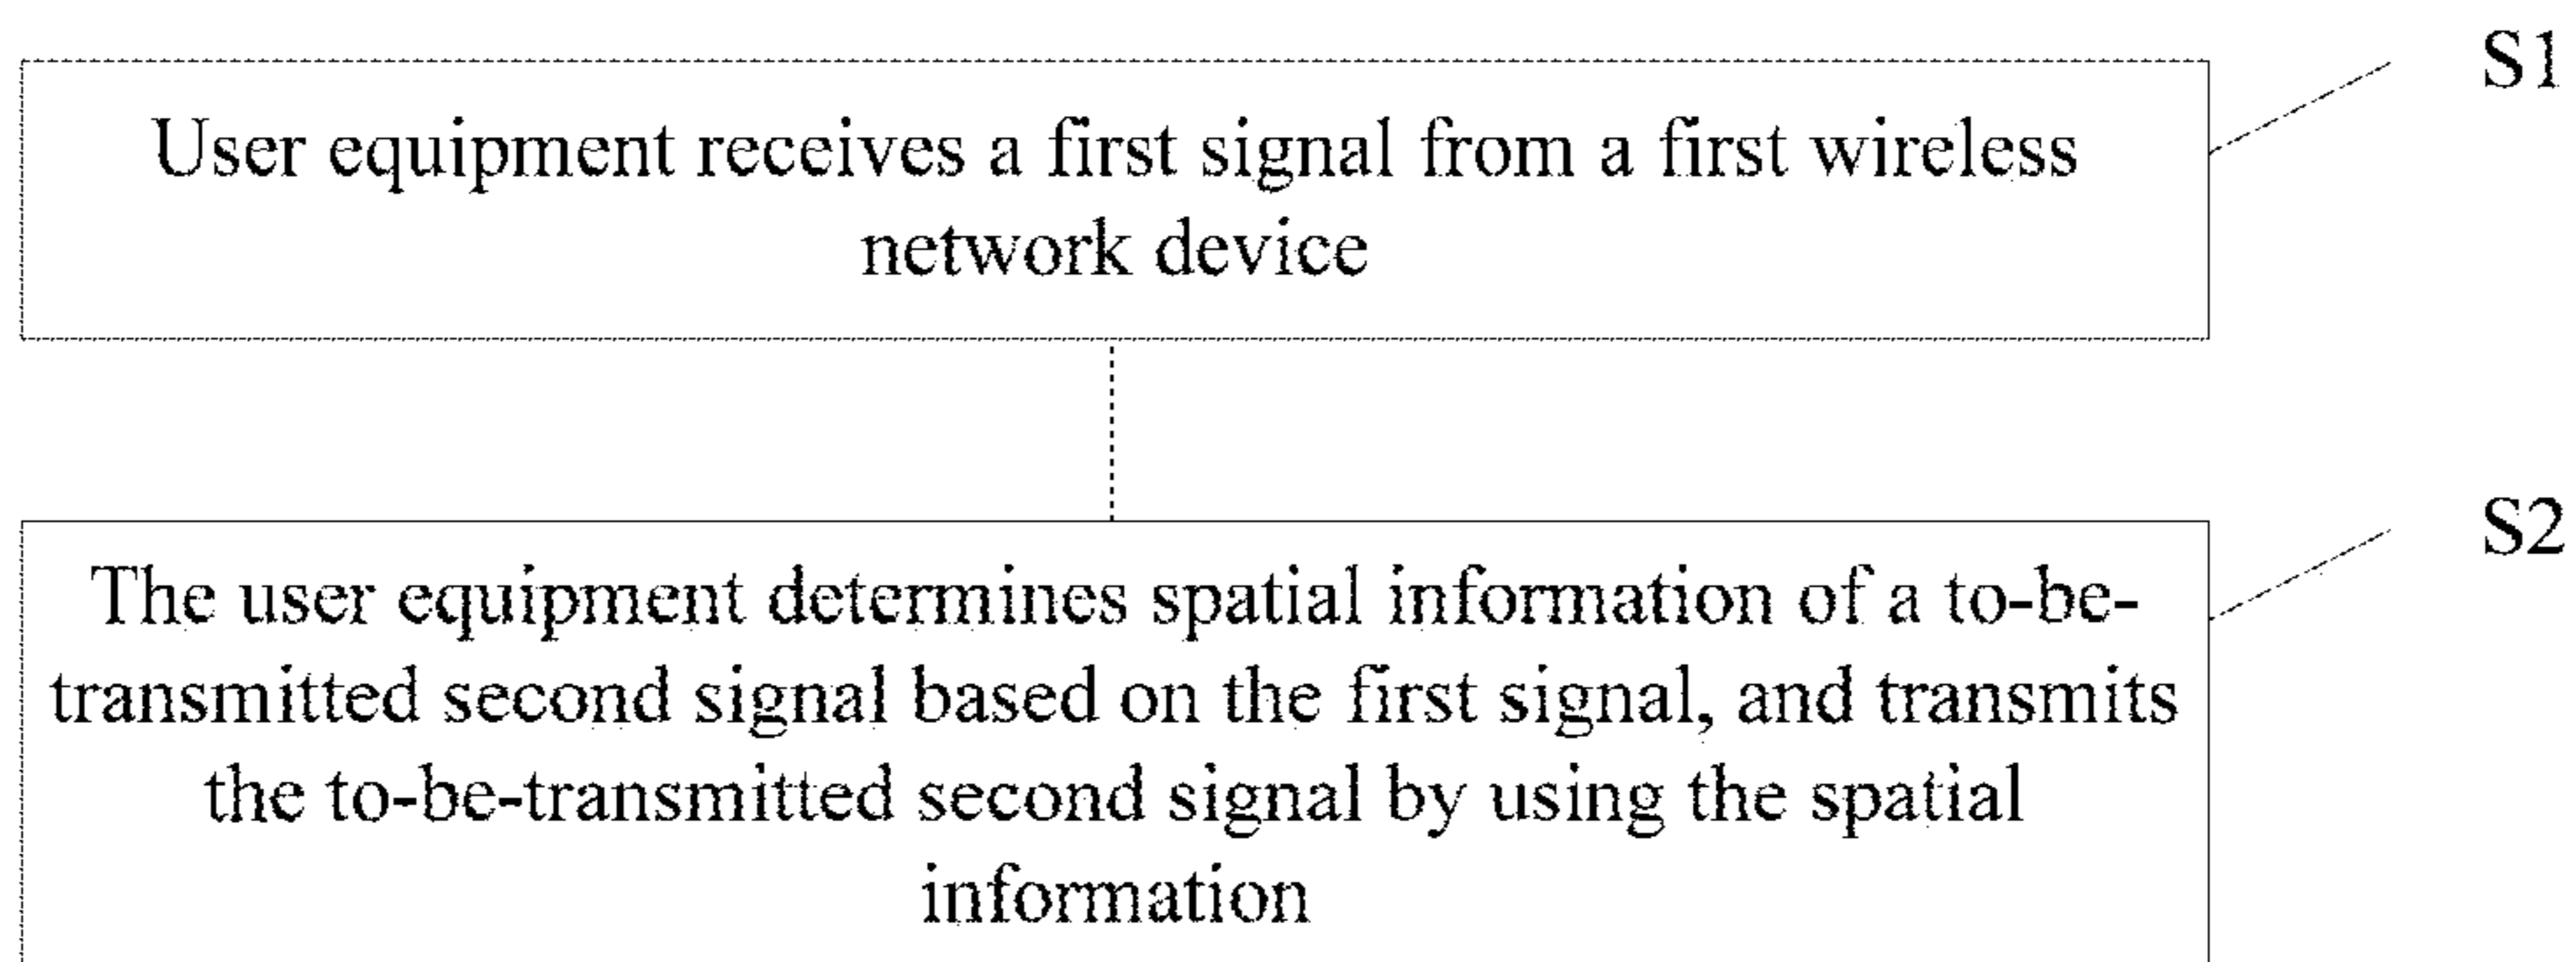 S1
User equipment receives a first signal from a first wireless
network device
S2
The user equipment determines spatial information of a to-be-
transmitted second signal based on the first signal, and transmits
the to-be-transmitted second signal by using the spatial
information